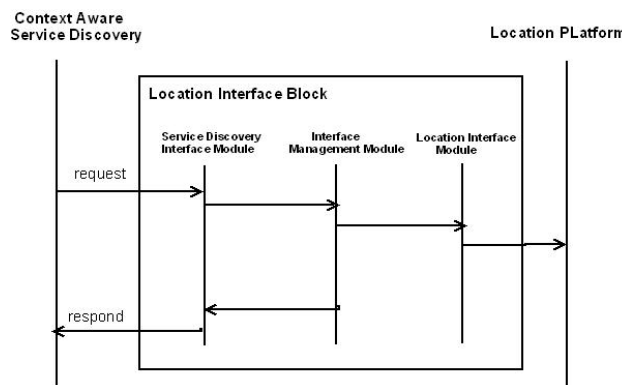 Context Aware
Service Discovery
Location PLatform
Location Interface Block
Service Discovery
Interface Module
Interface
Management Module
Location Interface
Module
request
respond